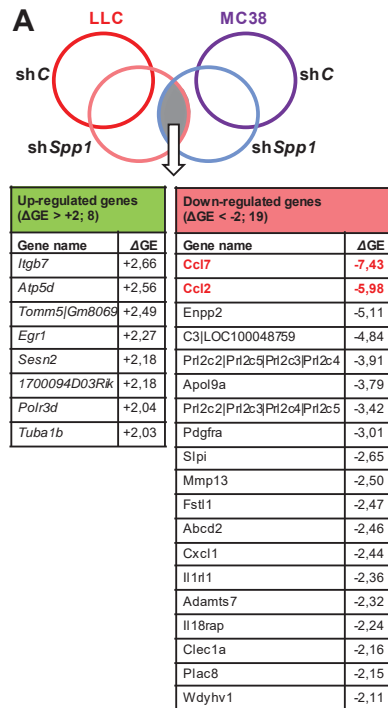 A
LLC
MC38
shC
shC
shSpp1
shSpp1
Up-regulated genes
(ΔGE > +2; 8)
Gene name ΔGE
Itgb7 +2,66
Atp5d +2,56
Tomm5|Gm8069 +2,49
Egr1 +2,27
Sesn2 +2,18
1700094D03Rik +2,18
Polr3d +2,04
Tuba1b +2,03
Down-regulated genes
(ΔGE < -2; 19)
Gene name ΔGE
Ccl7 -7,43
Ccl2 -5,98
Enpp2 -5,11
C3|LOC100048759 -4,84
Prl2c2|Prl2c5|Prl2c3|Prl2c4 -3,91
Apol9a -3,79
Prl2c2|Prl2c3|Prl2c4|Prl2c5 -3,42
Pdgfra -3,01
Slpi -2,65
Mmp13 -2,50
Fstl1 -2,47
Abcd2 -2,46
Cxcl1 -2,44
Il1rl1 -2,36
Adamts7 -2,32
Il18rap -2,24
Clec1a -2,16
Plac8 -2,15
Wdyhv1 -2,11